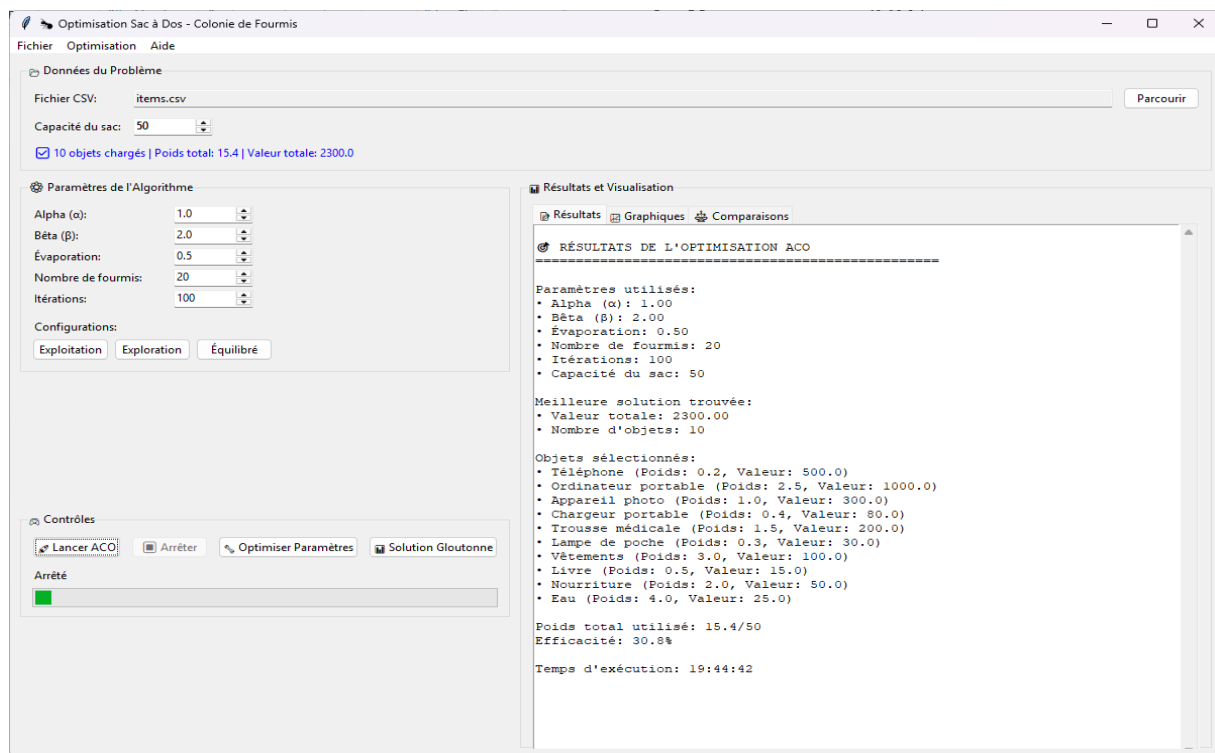 Optimisation Sac à Dos - Colonie de Fourmis
Fichier Optimisation Aide
Données du Problème
Fichier CSV: items.csv Parcourir
Capacité du sac: 50
10 objets chargés | Poids total: 15.4 | Valeur totale: 2300.0
Paramètres de l'Algorithme
Alpha (α): 1.0
Bêta (β): 2.0
Évaporation: 0.5
Nombre de fourmis: 20
Itérations: 100
Configurations:
Exploitation Exploration Équilibré
Contrôles
Lancer ACO Arrêter Optimiser Paramètres Solution Gloutonne
Arrêté
Résultats et Visualisation
Résultats Graphiques Comparaisons
RÉSULTATS DE L'OPTIMISATION ACO
==================================================
Paramètres utilisés:
• Alpha (α): 1.00
• Bêta (β): 2.00
• Évaporation: 0.50
• Nombre de fourmis: 20
• Itérations: 100
• Capacité du sac: 50
Meilleure solution trouvée:
• Valeur totale: 2300.00
• Nombre d'objets: 10
Objets sélectionnés:
• Téléphone (Poids: 0.2, Valeur: 500.0)
• Ordinateur portable (Poids: 2.5, Valeur: 1000.0)
• Appareil photo (Poids: 1.0, Valeur: 300.0)
• Chargeur portable (Poids: 0.4, Valeur: 80.0)
• Trousse médicale (Poids: 1.5, Valeur: 200.0)
• Lampe de poche (Poids: 0.3, Valeur: 30.0)
• Vêtements (Poids: 3.0, Valeur: 100.0)
• Livre (Poids: 0.5, Valeur: 15.0)
• Nourriture (Poids: 2.0, Valeur: 50.0)
• Eau (Poids: 4.0, Valeur: 25.0)
Poids total utilisé: 15.4/50
Efficacité: 30.8%
Temps d'exécution: 19:44:42